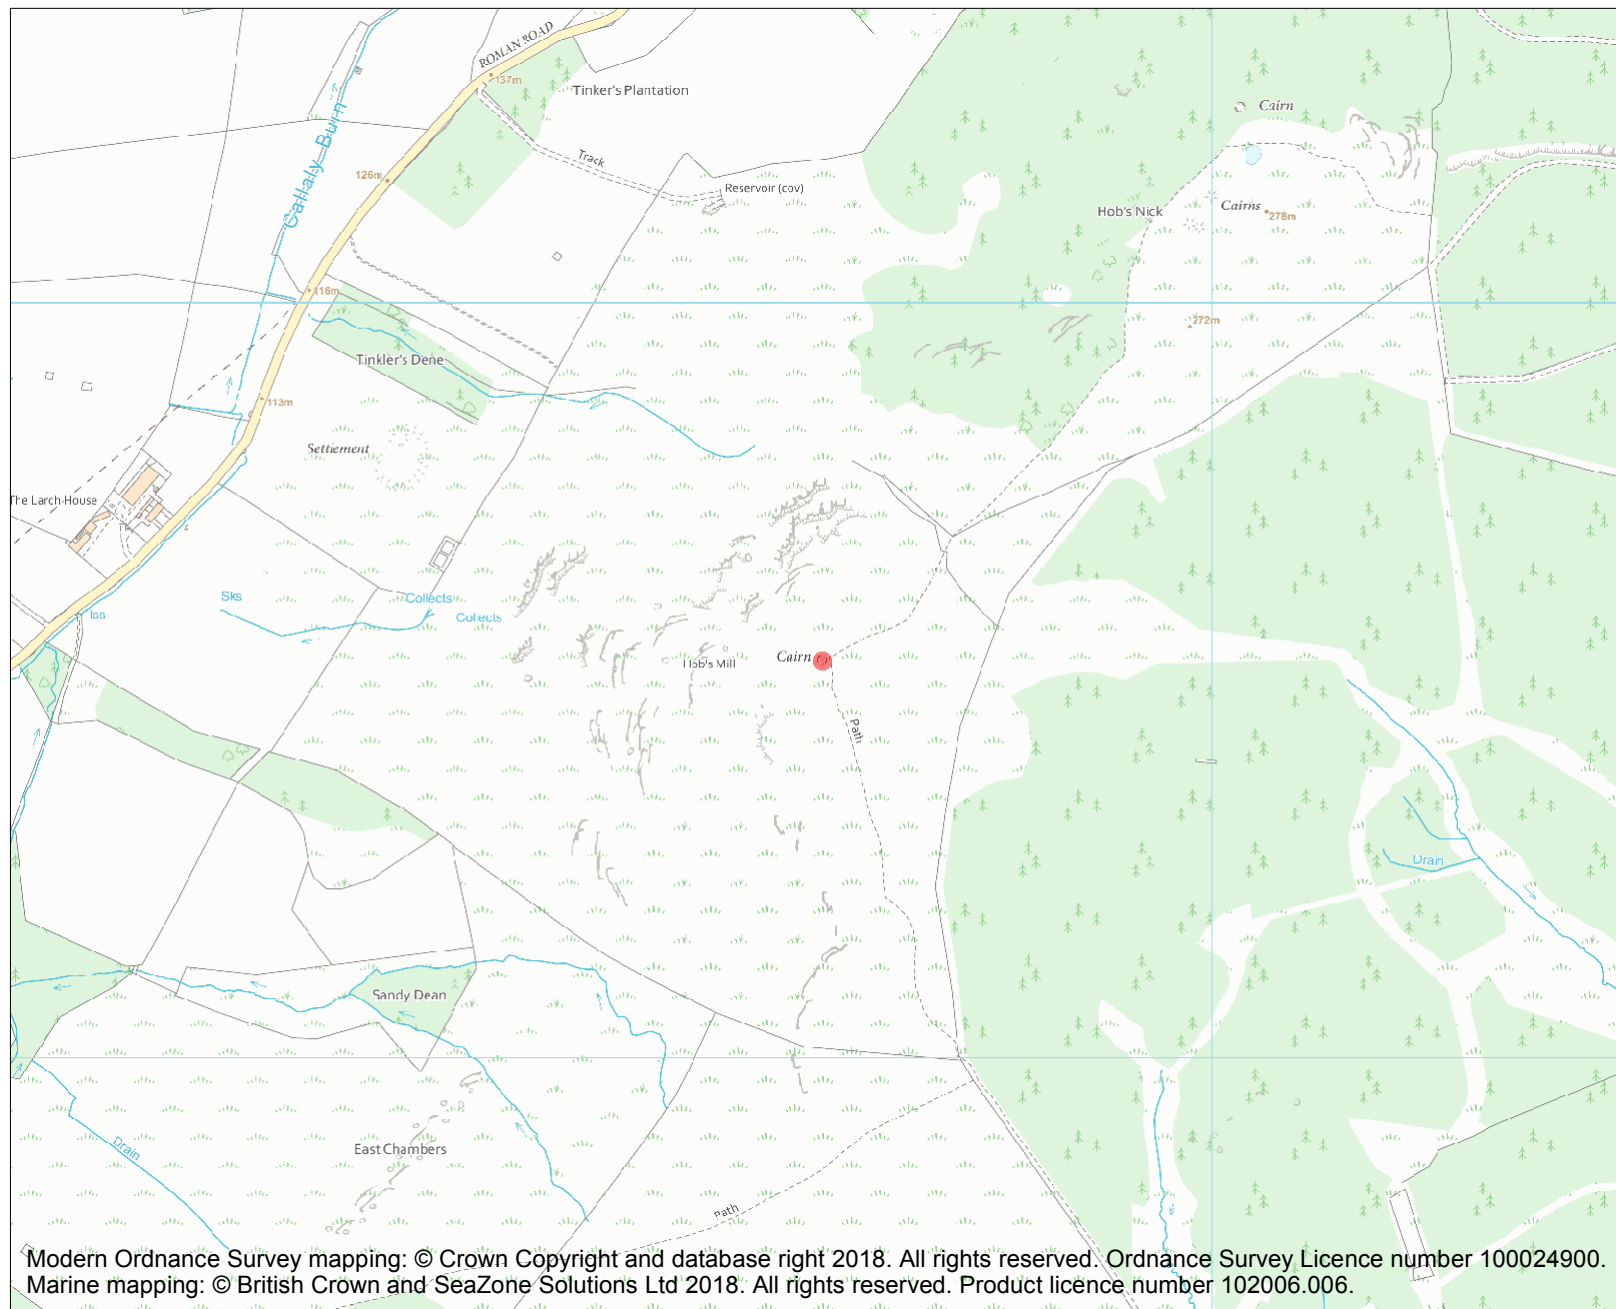 ROMAN ROAD
137m
Tinker's Plantation
Cairn
Callaly Burn
Track
126m
Reservoir (cov)
Hob's Nick
Cairns
278m
116m
272m
Tinkler's Dene
113m
Settlement
The Larch House
Sks
Collects
Collects
Iss
Hob's Mill
Cairn
Path
Drain
Sandy Dean
Drain
East Chambers
Path
Modern Ordnance Survey mapping: © Crown Copyright and database right 2018. All rights reserved. Ordnance Survey Licence number 100024900.
Marine mapping: © British Crown and SeaZone Solutions Ltd 2018. All rights reserved. Product licence number 102006.006.